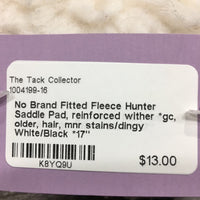 The Tack Collector
1004199-16
No Brand Fitted Fleece Hunter
Saddle Pad, reinforced wither *gc,
older, hair, mnr stains/dingy
White/Black *17"
K8YQ9U
$13.00